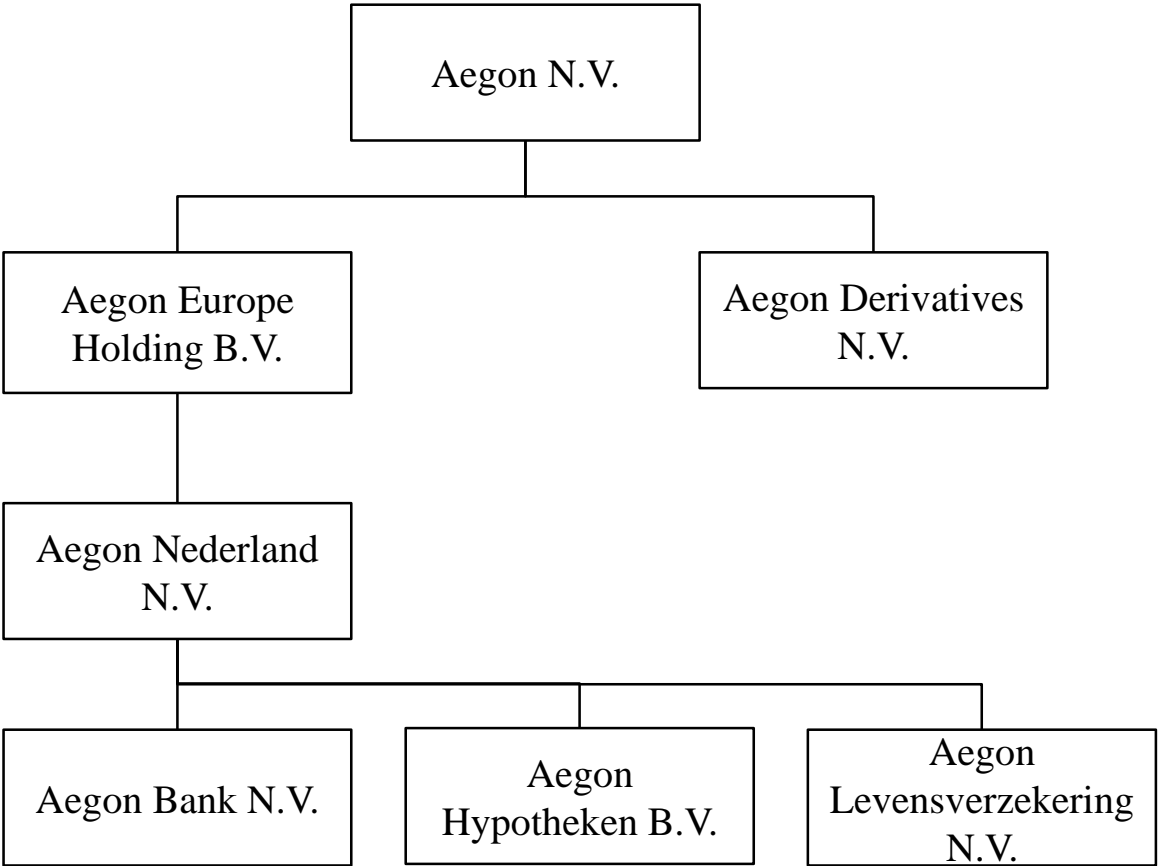 Aegon N.V.
Aegon Europe
Holding B.V.
Aegon Derivatives
N.V.
Aegon Nederland
N.V.
Aegon Bank N.V.
Aegon
Hypotheken B.V.
Aegon
Levensverzekering
N.V.